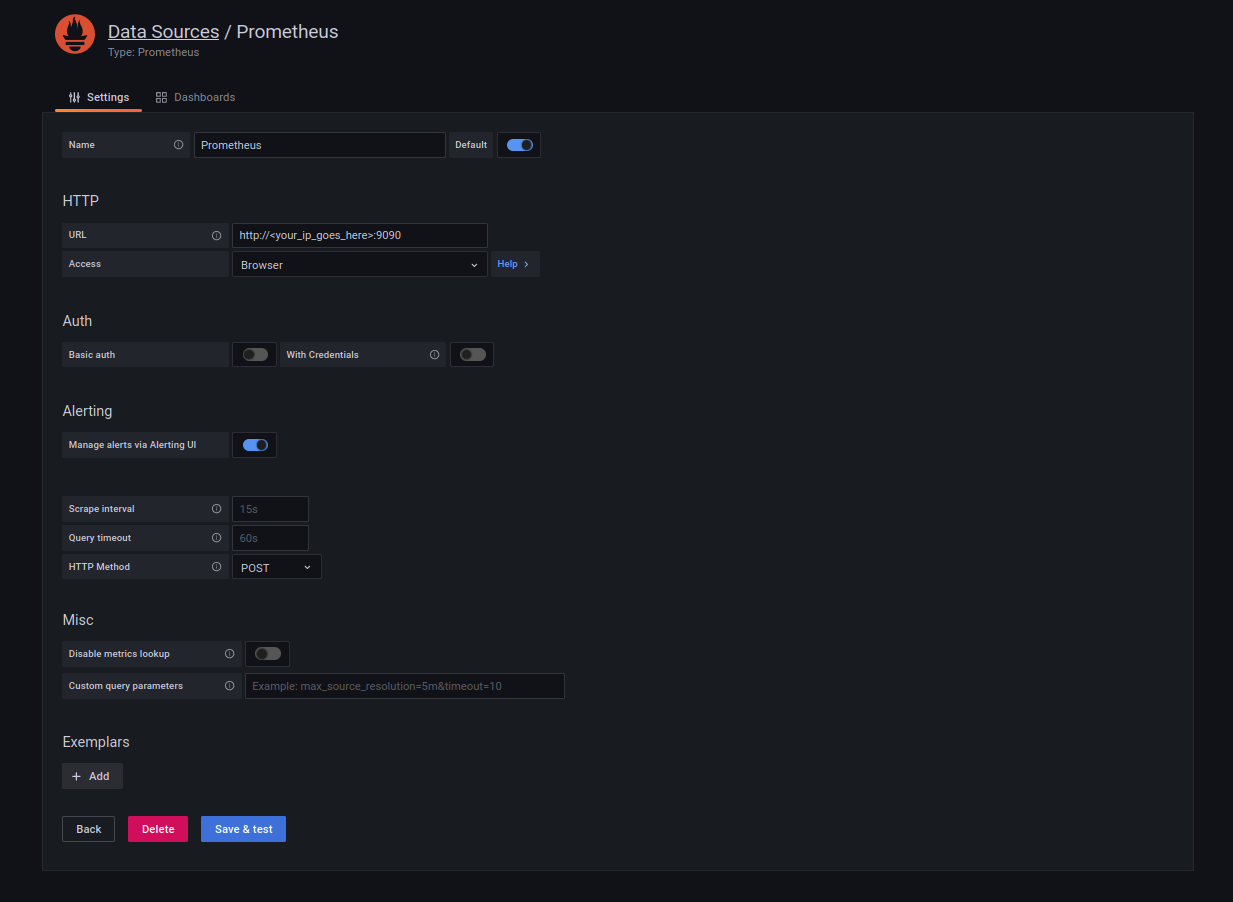 Data Sources / Prometheus
Type: Prometheus
Settings Dashboards
Name Prometheus Default
HTTP
URL http://<your_ip_goes_here>:9090
Access Browser Help
Auth
Basic auth With Credentials
Alerting
Manage alerts via Alerting UI
Scrape interval 15s
Query timeout 60s
HTTP Method POST
Misc
Disable metrics lookup
Custom query parameters Example: max_source_resolution=5m&timeout=10
Exemplars
+ Add
Back Delete Save & test